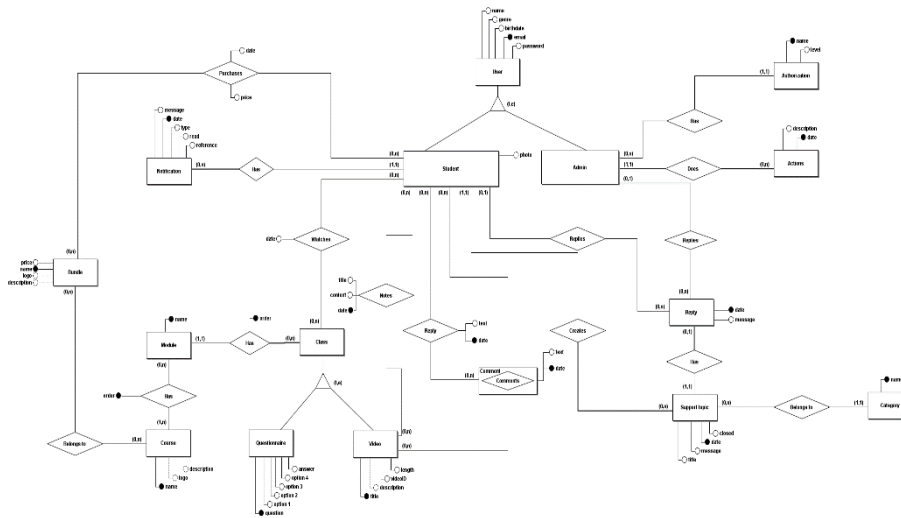 name
genre
birthdate
email
password
User
date
Purchases
price
name
level
Authorization
(1,1)
Has
message
date
type
read
reference
Notification
(0,n)
Has
(0,n)
(1,1)
(0,n)
Student
photo
Admin
(0,n)
(1,1)
(0,1)
Does
(0,n)
description
date
Actions
(0,n)
(0,n)
(1,1)
(0,1)
date
Watches
Replies
Replies
price
name
logo
description
Bundle
(0,n)
title
content
date
Notes
(0,n)
(0,n)
Reply
date
message
name
Module
(1,1)
Has
order
(0,n)
Class
Reply
text
date
Creates
Has
(0,n)
Comment
Comments
text
date
order
Has
(1,n)
(1,1)
(0,n)
Support topic
(0,n)
Belongs to
(1,1)
name
Category
closed
date
message
title
Belongs to
(0,n)
Course
description
logo
name
Questionnaire
answer
option 4
option 3
option 2
option 1
question
Video
(0,n)
(0,n)
length
videoID
description
title